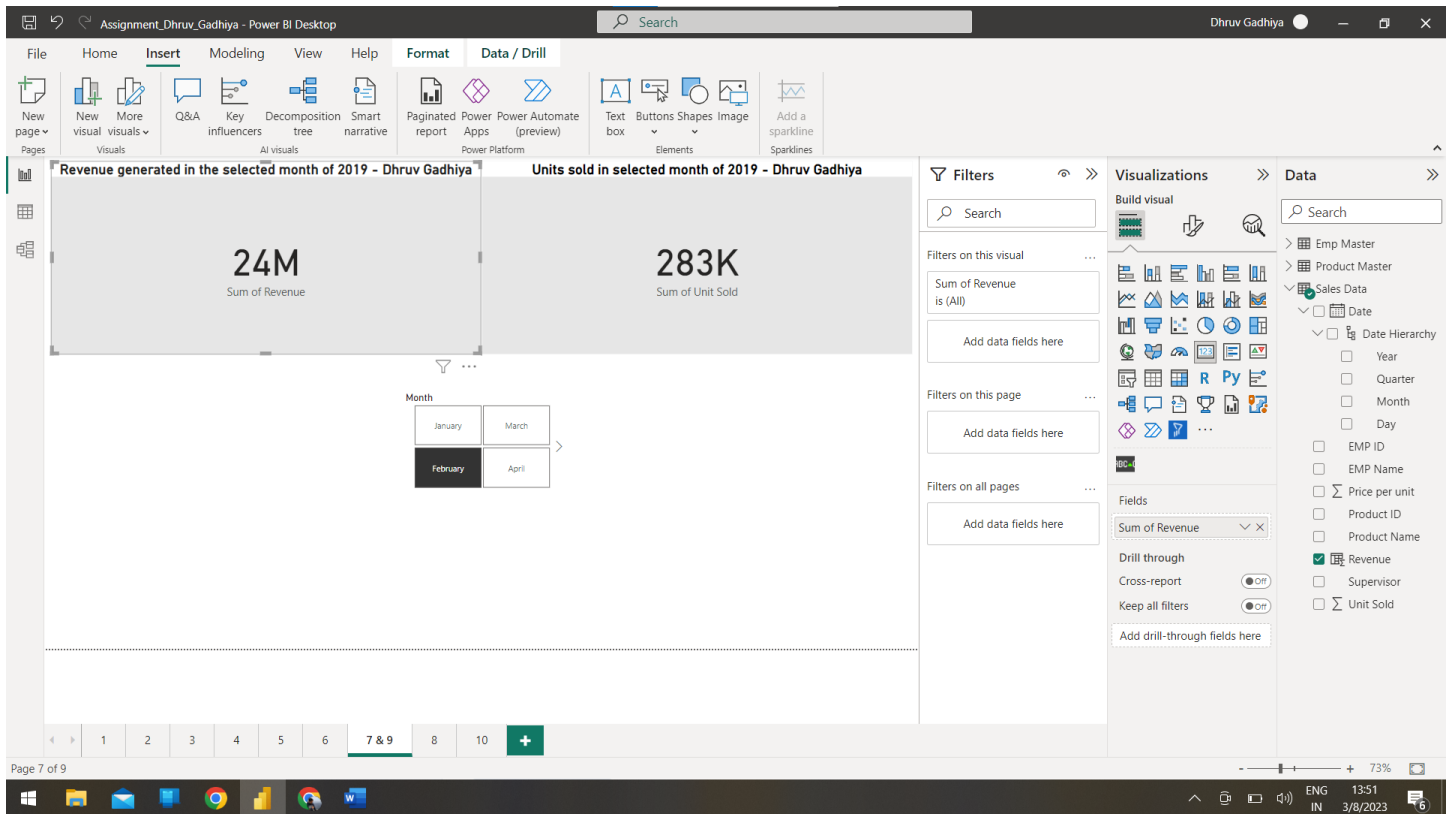 Assignment_Dhruv_Gadhiya - Power BI Desktop
Search
Dhruv Gadhiya
File Home Insert Modeling View Help Format Data / Drill
New page
New visual
More visuals
Q&A
Key influencers
Decomposition tree
Smart narrative
Paginated report
Power Apps
Power Automate (preview)
Text box
Buttons
Shapes
Image
Add a sparkline
Pages
Visuals
AI visuals
Power Platform
Elements
Sparklines
Revenue generated in the selected month of 2019 - Dhruv Gadhiya
24M
Sum of Revenue
Units sold in selected month of 2019 - Dhruv Gadhiya
283K
Sum of Unit Sold
Month
January
March
February
April
Filters
Search
Filters on this visual
...
Sum of Revenue
is (All)
Add data fields here
Filters on this page
...
Add data fields here
Filters on all pages
...
Add data fields here
Visualizations
Build visual
123
R
Py
...
Fields
Sum of Revenue
Drill through
Cross-report
Off
Keep all filters
Off
Add drill-through fields here
Data
Search
Emp Master
Product Master
Sales Data
Date
Date Hierarchy
Year
Quarter
Month
Day
EMP ID
EMP Name
Price per unit
Product ID
Product Name
Revenue
Supervisor
Unit Sold
1 2 3 4 5 6 7 & 9 8 10 +
Page 7 of 9
- + 73%
ENG
IN
13:51
3/8/2023
6